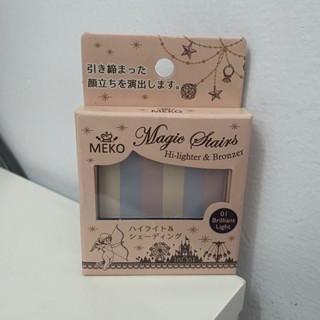 引き締まった
顔立ちを演出します。
MEKO
Magic Stairs
Hi-lighter & Bronzer
01
Brilliant
Light
ハイライト＆
シェーディング